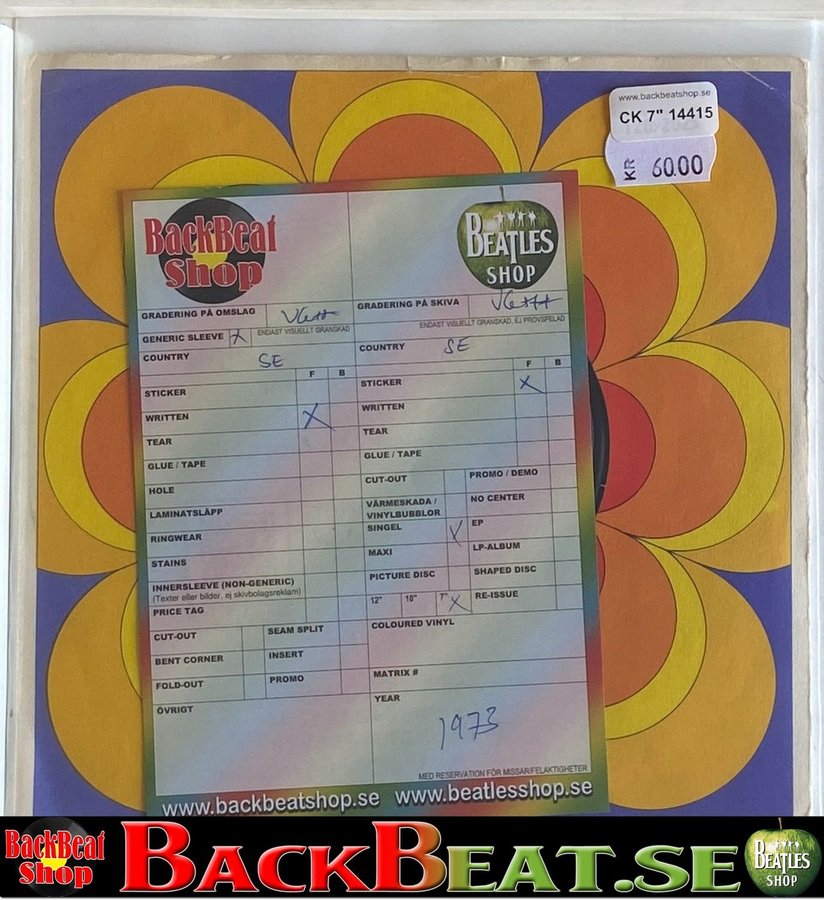 www.backbeatshop.se
CK 7" 14415
KR 60.00
BackBeat
Shop
BEATLES
SHOP
GRADERING PÅ OMSLAG VG++
GRADERING PÅ SKIVA VG++
GENERIC SLEEVE X
ENDAST VISUELLT GRANSKAD
ENDAST VISUELLT GRANSKAD, EJ PROVSPELAD
COUNTRY SE
COUNTRY SE
F B
F B
STICKER
WRITTEN X
TEAR
GLUE / TAPE
HOLE
LAMINATSLÄPP
RINGWEAR
STAINS
INNERSLEEVE (NON-GENERIC)
(Texter eller bilder, ej skivbolagsreklam)
PRICE TAG
CUT-OUT SEAM SPLIT
BENT CORNER INSERT
FOLD-OUT PROMO
ÖVRIGT
STICKER X
WRITTEN
TEAR
GLUE / TAPE
CUT-OUT PROMO / DEMO
VÄRMESKADA / NO CENTER
VINYLBUBBLOR
SINGEL X EP
MAXI LP-ALBUM
PICTURE DISC SHAPED DISC
12" 10" 7" X RE-ISSUE
COLOURED VINYL
MATRIX #
YEAR
1973
MED RESERVATION FÖR MISSAR/FELAKTIGHETER
www.backbeatshop.se www.beatlesshop.se
BackBeat
Shop
BACKBEAT.SE
BEATLES
SHOP